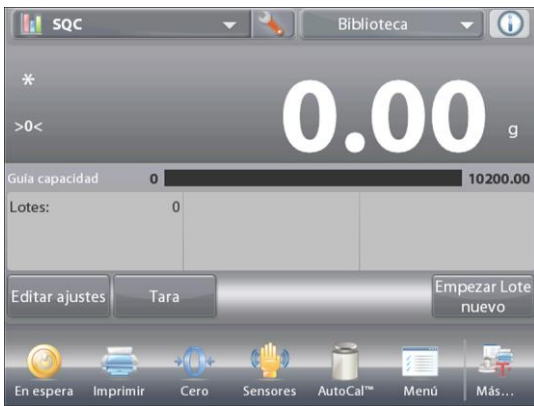 SQC Biblioteca
*
>0< 0.00 g
Guía capacidad 0 10200.00
Lotes: 0
Editar ajustes Tara Empezar Lote nuevo
En espera Imprimir Cero Sensores AutoCal™ Menú Más...